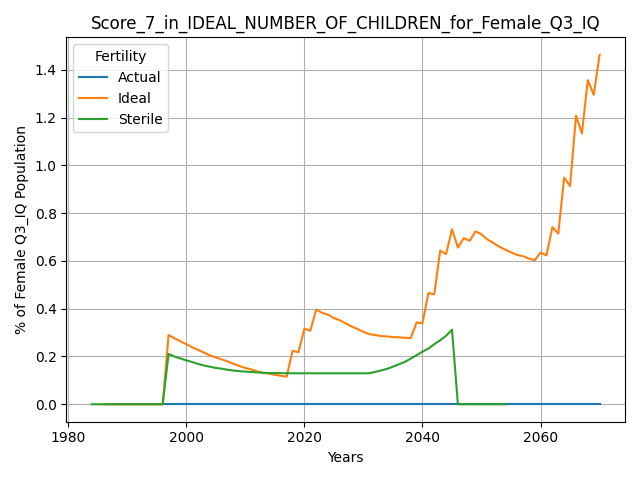 Score_7_in_IDEAL_NUMBER_OF_CHILDREN_for_Female_Q3_IQ
Fertility
Actual
Ideal
Sterile
% of Female Q3_IQ Population
1.4
1.2
1.0
0.8
0.6
0.4
0.2
0.0
1980 2000 2020 2040 2060
Years